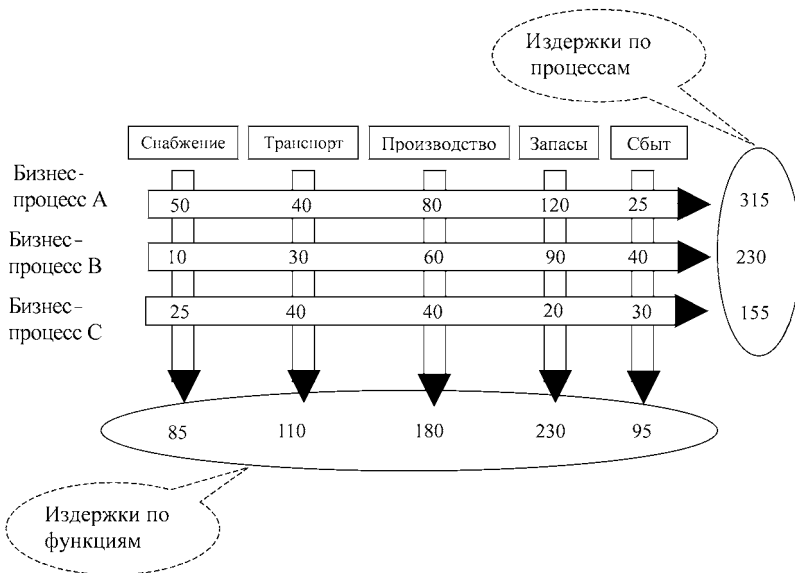 Издержки по
процессам
Снабжение Транспорт Производство Запасы Сбыт
Бизнес-
процесс А
50 40 80 120 25 315
Бизнес-
процесс В
10 30 60 90 40 230
Бизнес-
процесс С
25 40 40 20 30 155
85 110 180 230 95
Издержки по
функциям